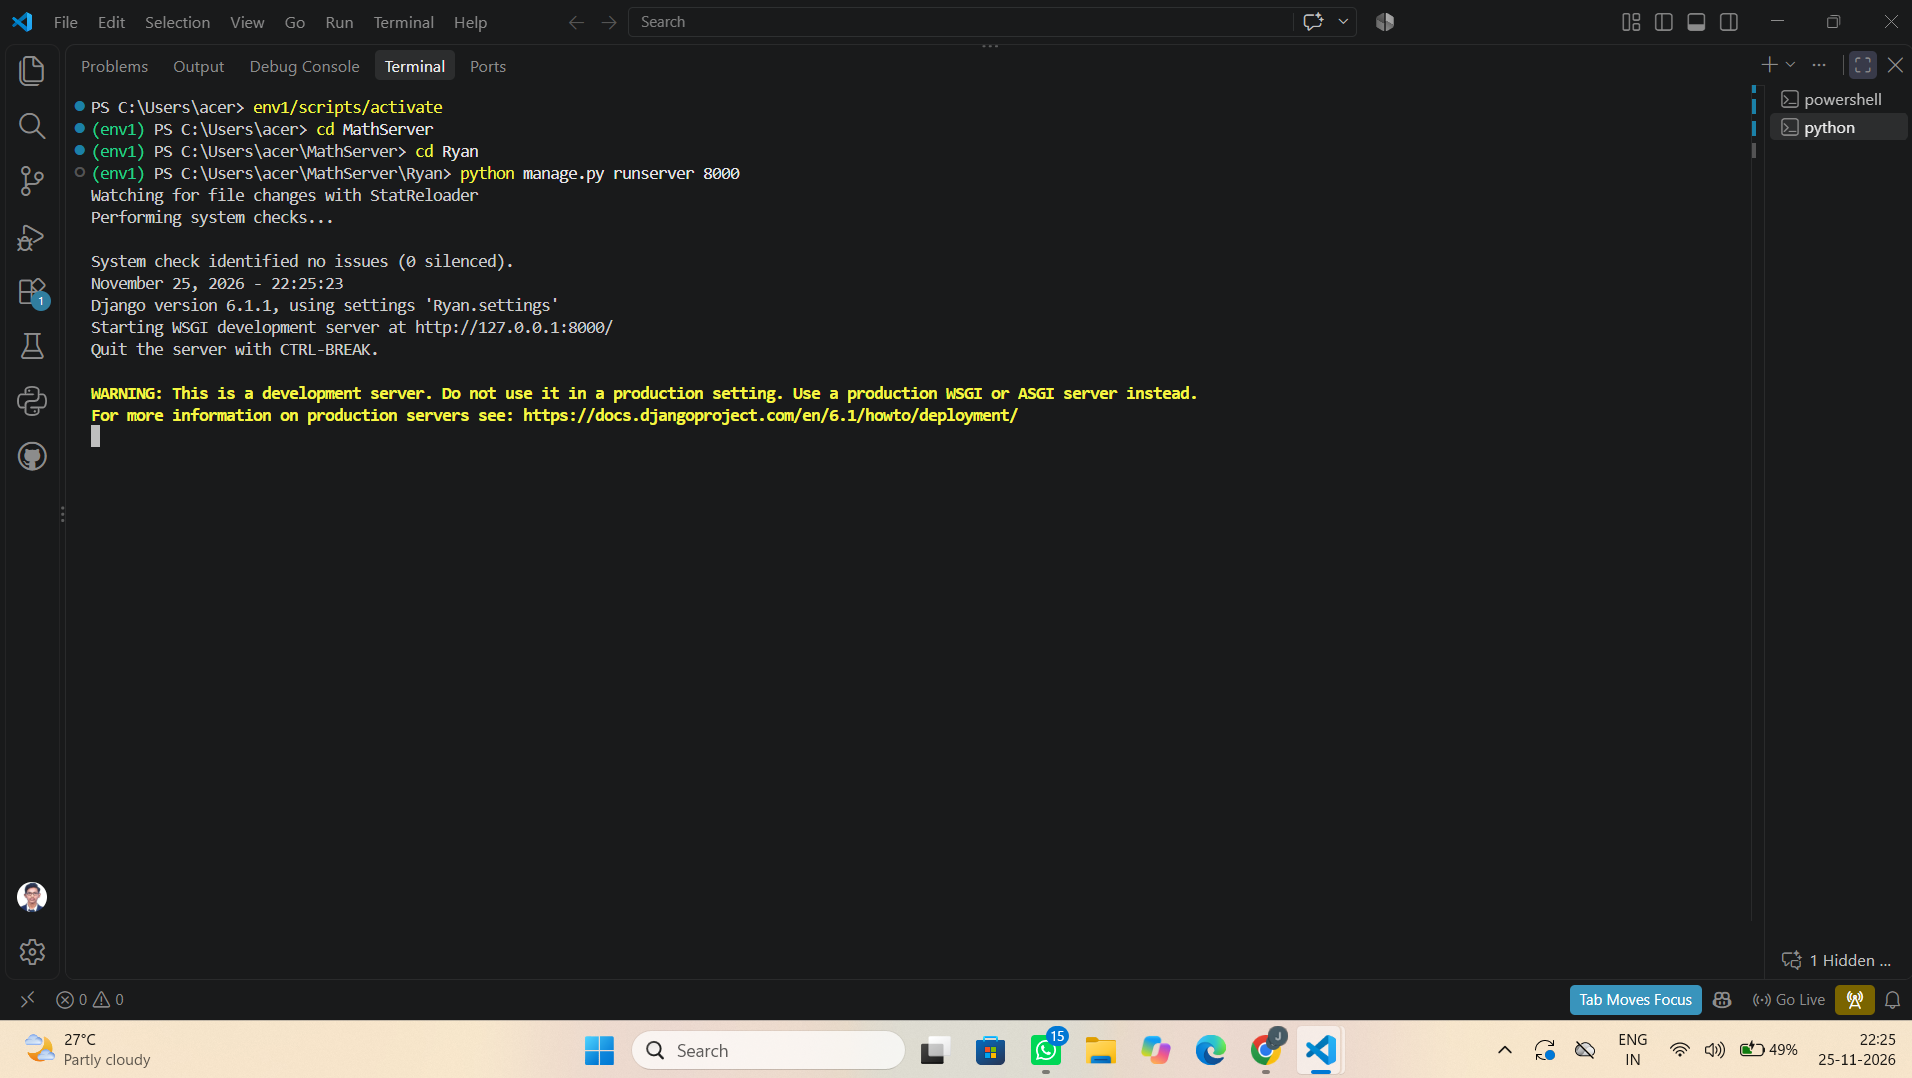 File Edit Selection View Go Run Terminal Help
Search
Problems Output Debug Console Terminal Ports
PS C:\Users\acer> env1/scripts/activate
(env1) PS C:\Users\acer> cd MathServer
(env1) PS C:\Users\acer\MathServer> cd Ryan
(env1) PS C:\Users\acer\MathServer\Ryan> python manage.py runserver 8000
Watching for file changes with StatReloader
Performing system checks...
System check identified no issues (0 silenced).
November 25, 2026 - 22:25:23
Django version 6.1.1, using settings 'Ryan.settings'
Starting WSGI development server at http://127.0.0.1:8000/
Quit the server with CTRL-BREAK.
WARNING: This is a development server. Do not use it in a production setting. Use a production WSGI or ASGI server instead.
For more information on production servers see: https://docs.djangoproject.com/en/6.1/howto/deployment/
powershell
python
1
1 Hidden ...
0 0
Tab Moves Focus
Go Live
27°C
Partly cloudy
Search
15
J
ENG
IN
49%
22:25
25-11-2026